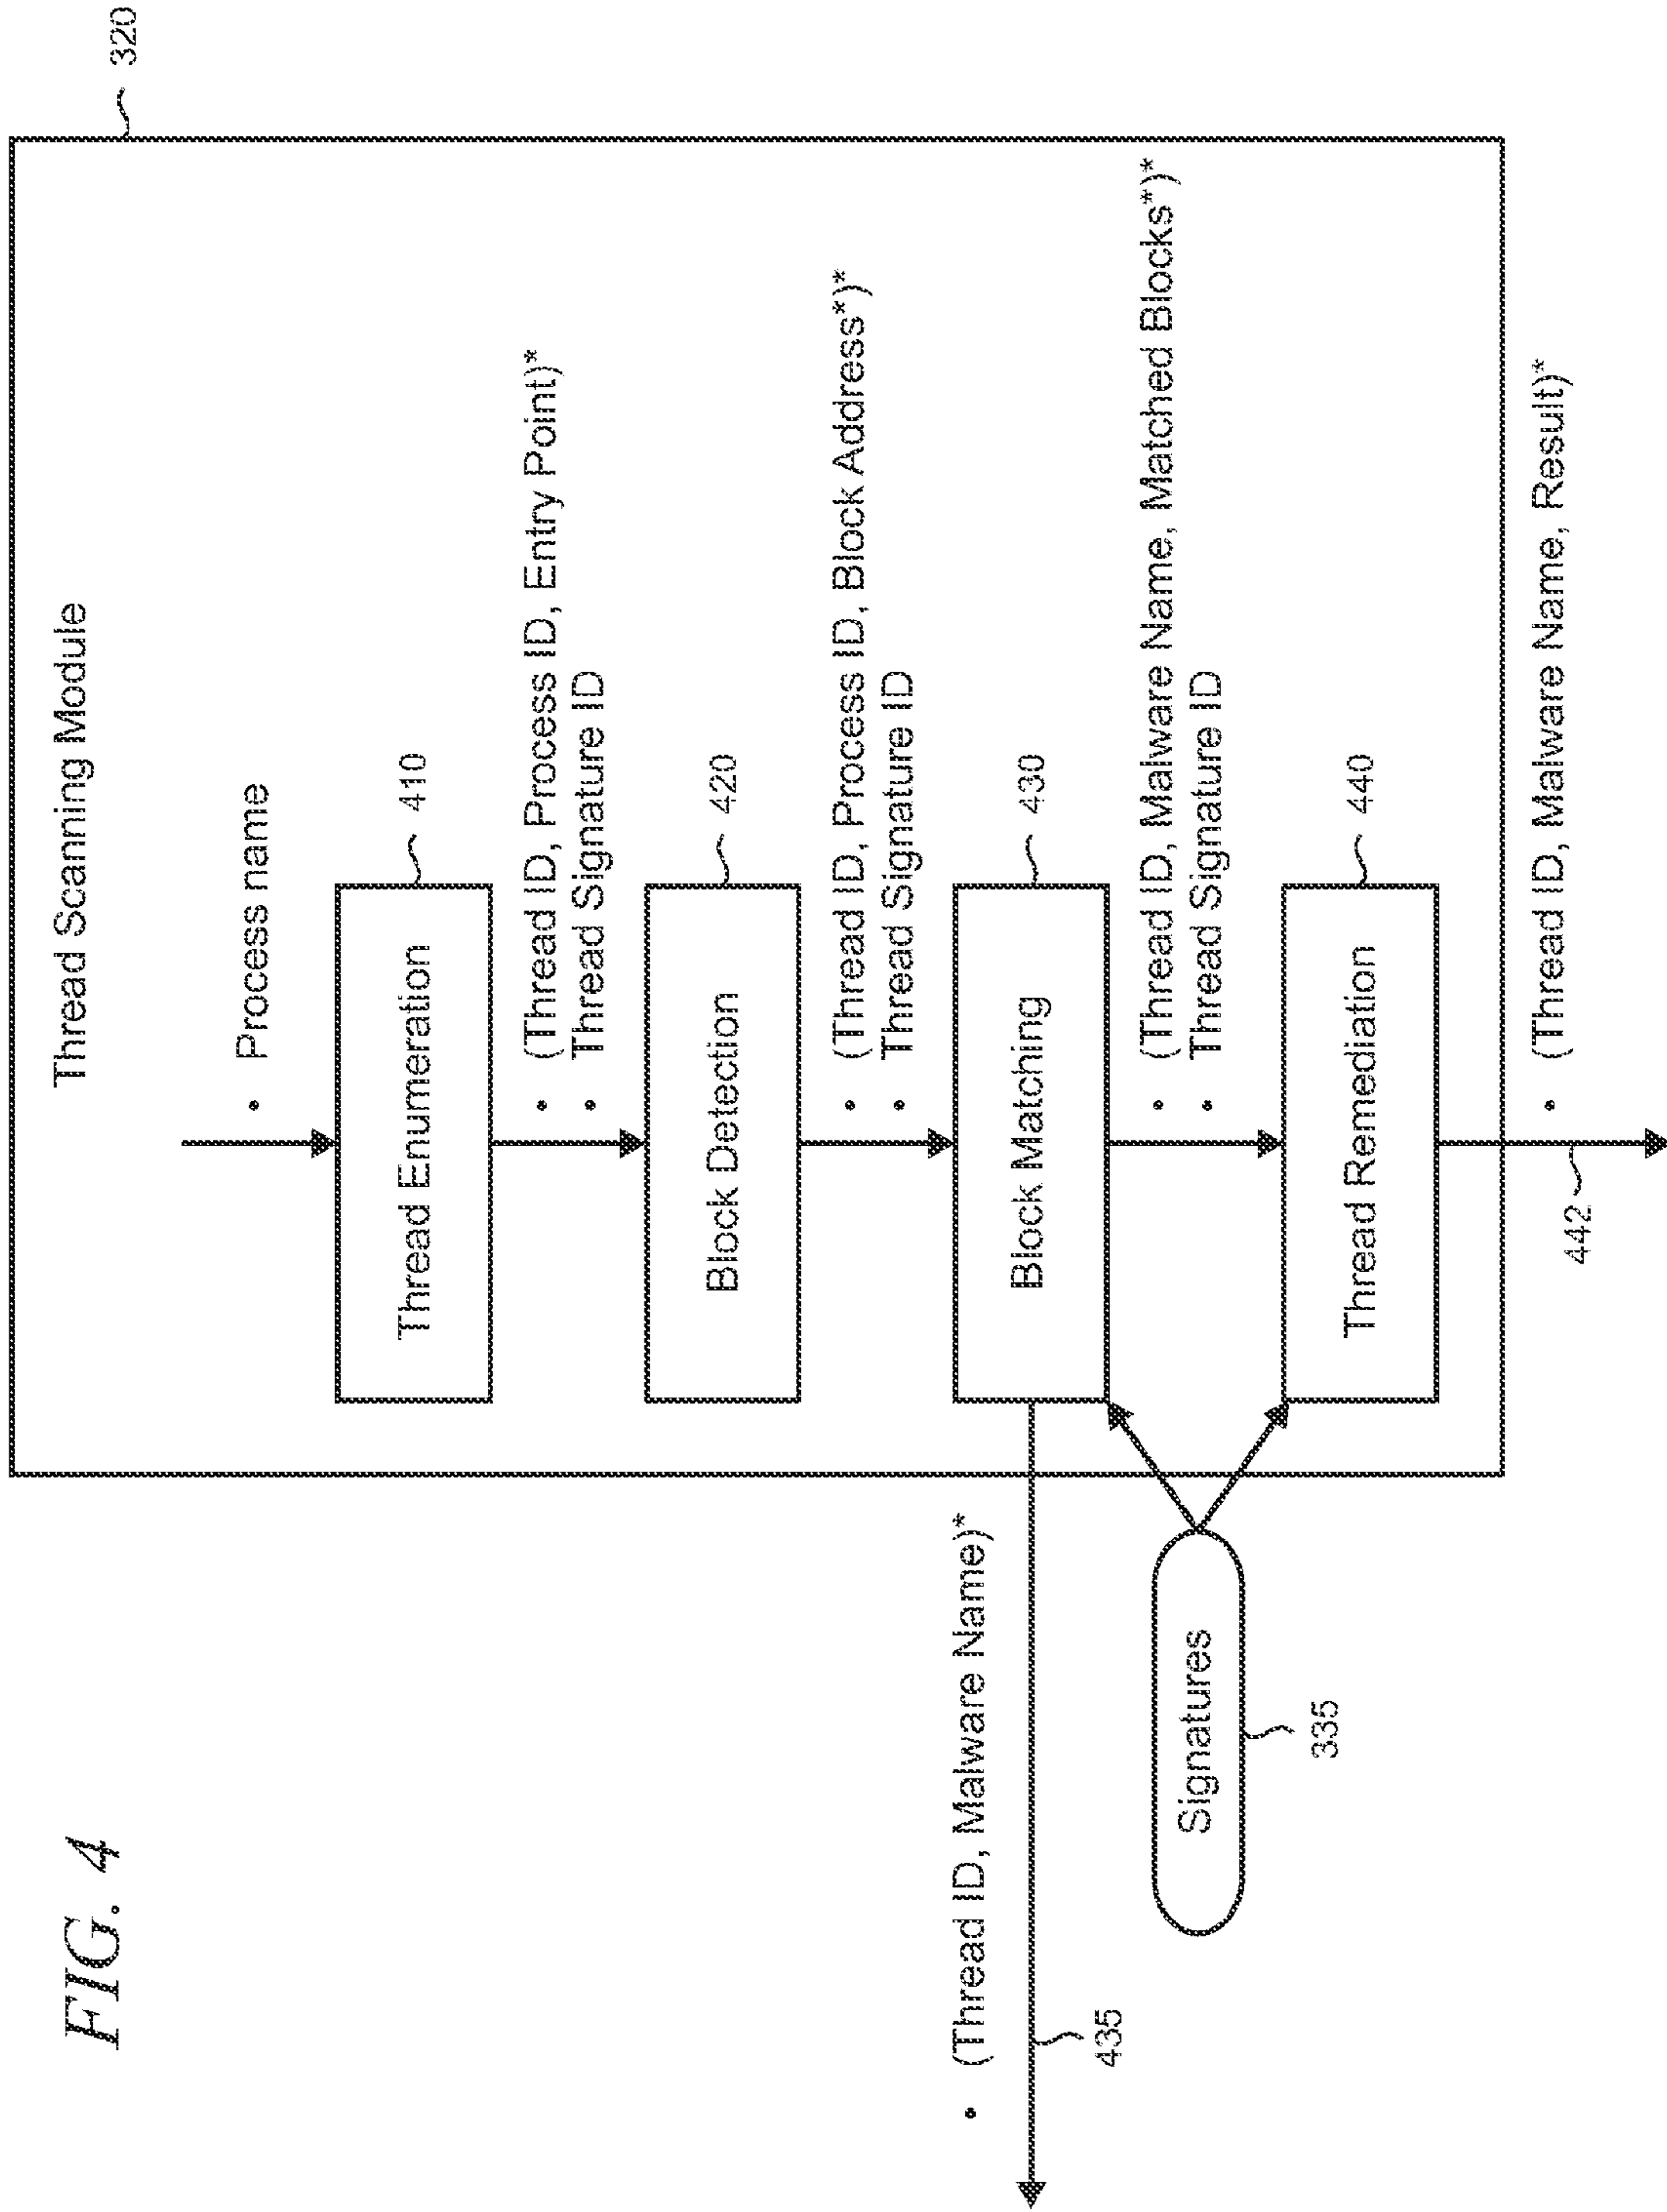 FIG. 4
320
Thread Scanning Module
• Process name
Thread Enumeration
410
• (Thread ID, Process ID, Entry Point)*
• Thread Signature ID
Block Detection
420
• (Thread ID, Process ID, Block Address*)*
• Thread Signature ID
• (Thread ID, Malware Name)*
435
Block Matching
430
• (Thread ID, Malware Name, Matched Blocks*)*
• Thread Signature ID
Signatures
335
Thread Remediation
440
442
• (Thread ID, Malware Name, Result)*